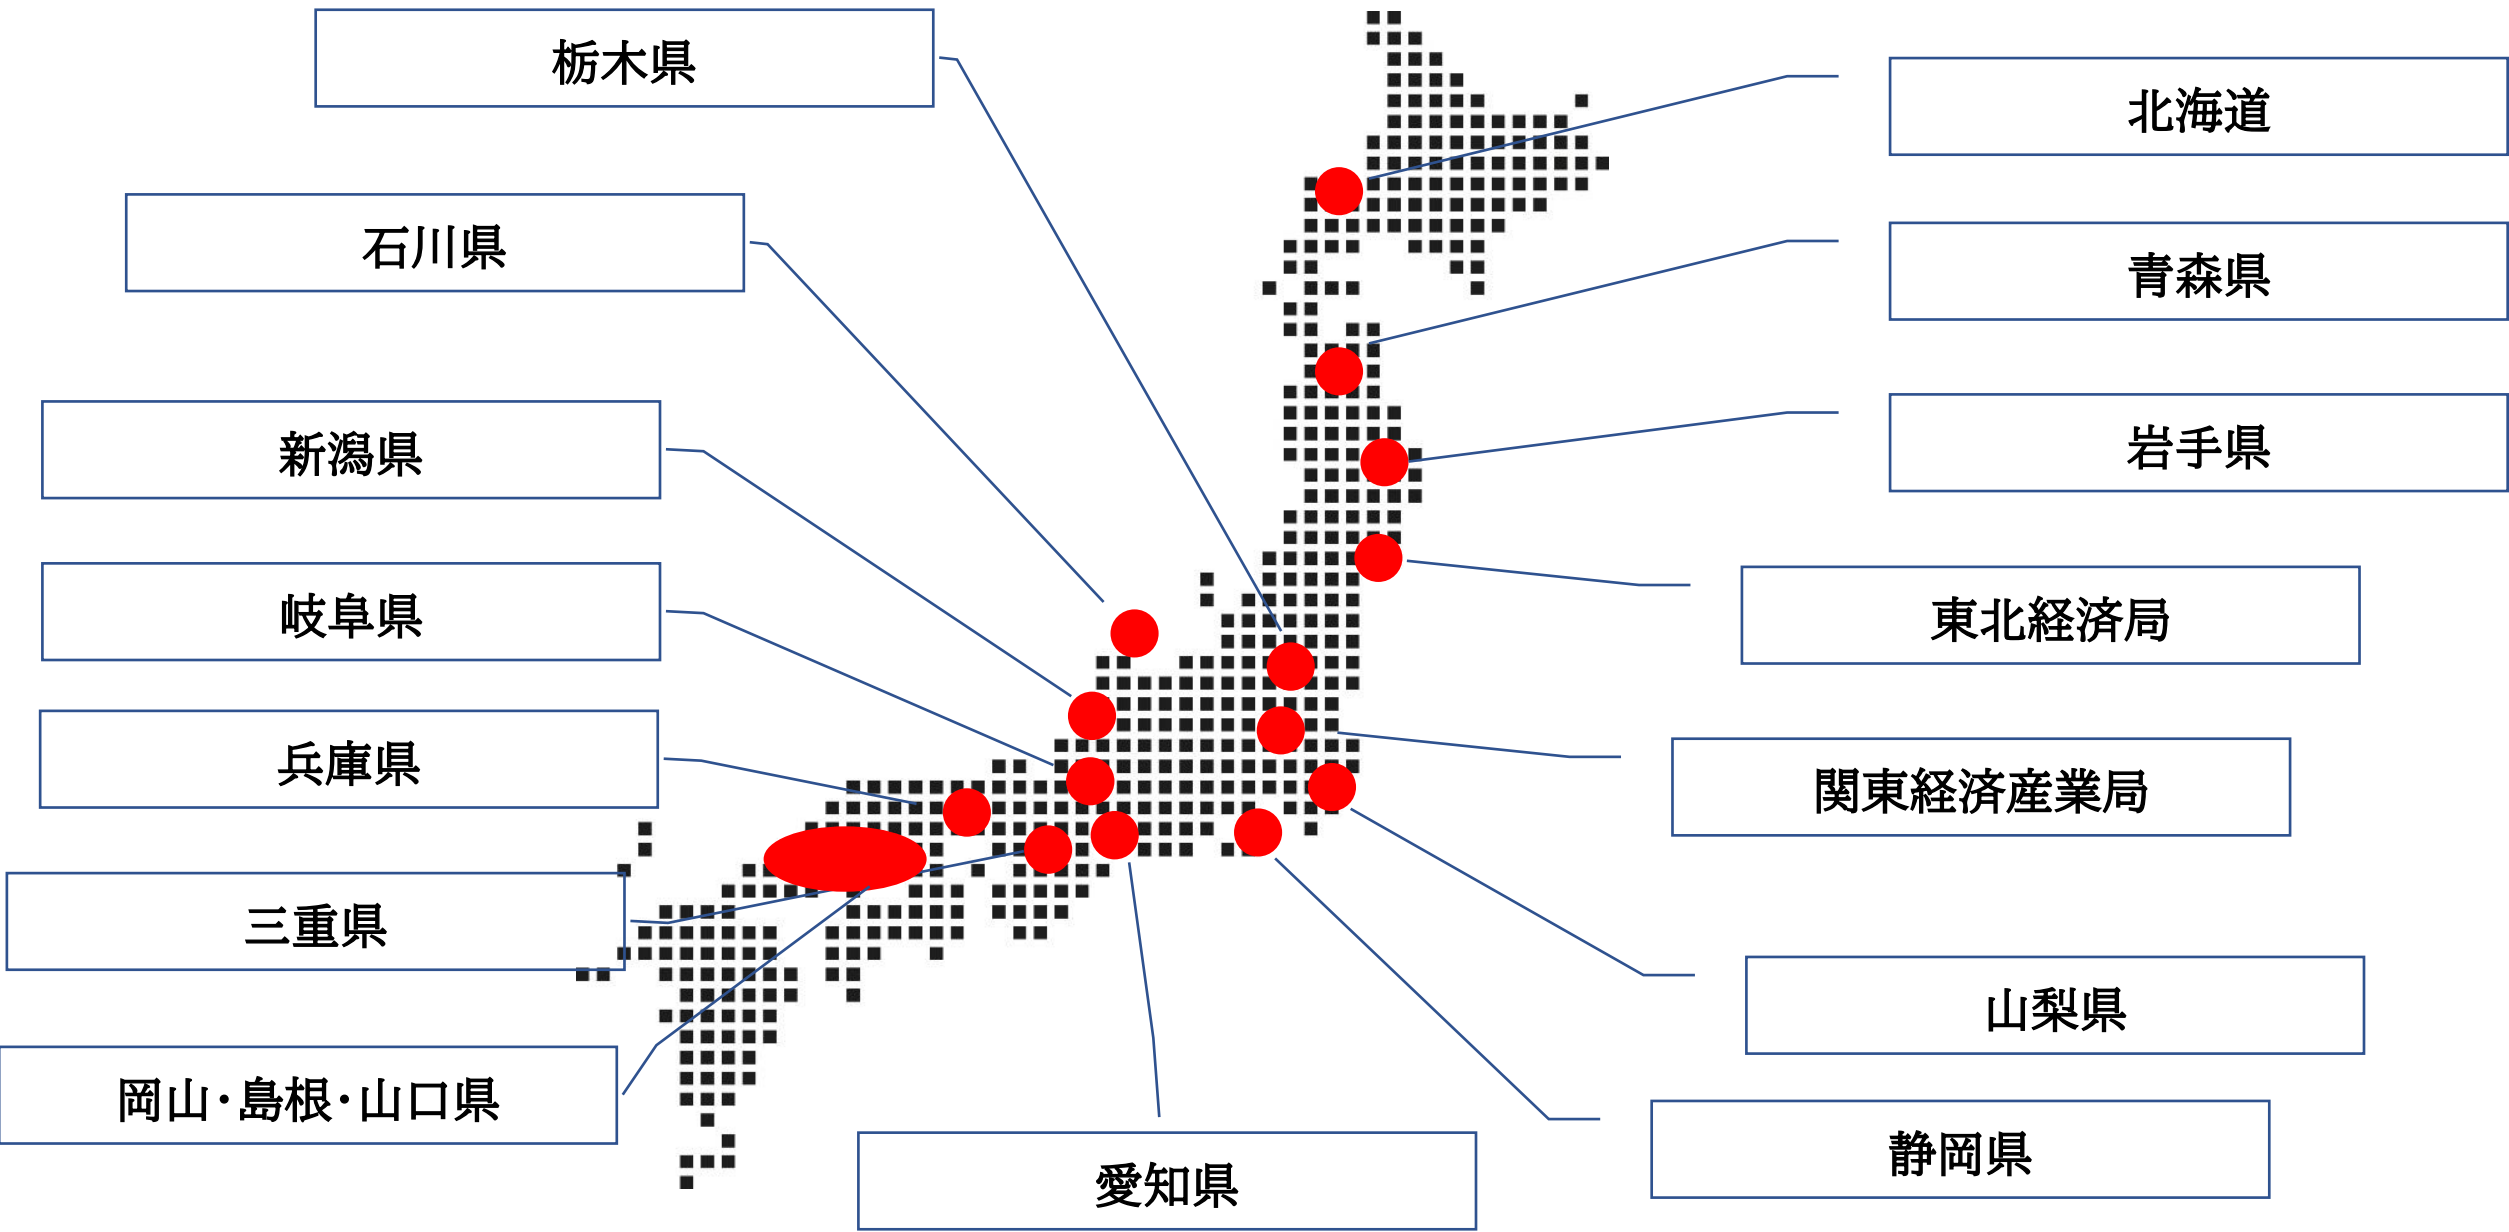 栃木県
北海道
石川県
青森県
新潟県
岩手県
岐阜県
東北経済局
兵庫県
関東経済産業局
三重県
山梨県
岡山・島根・山口県
愛知県
静岡県